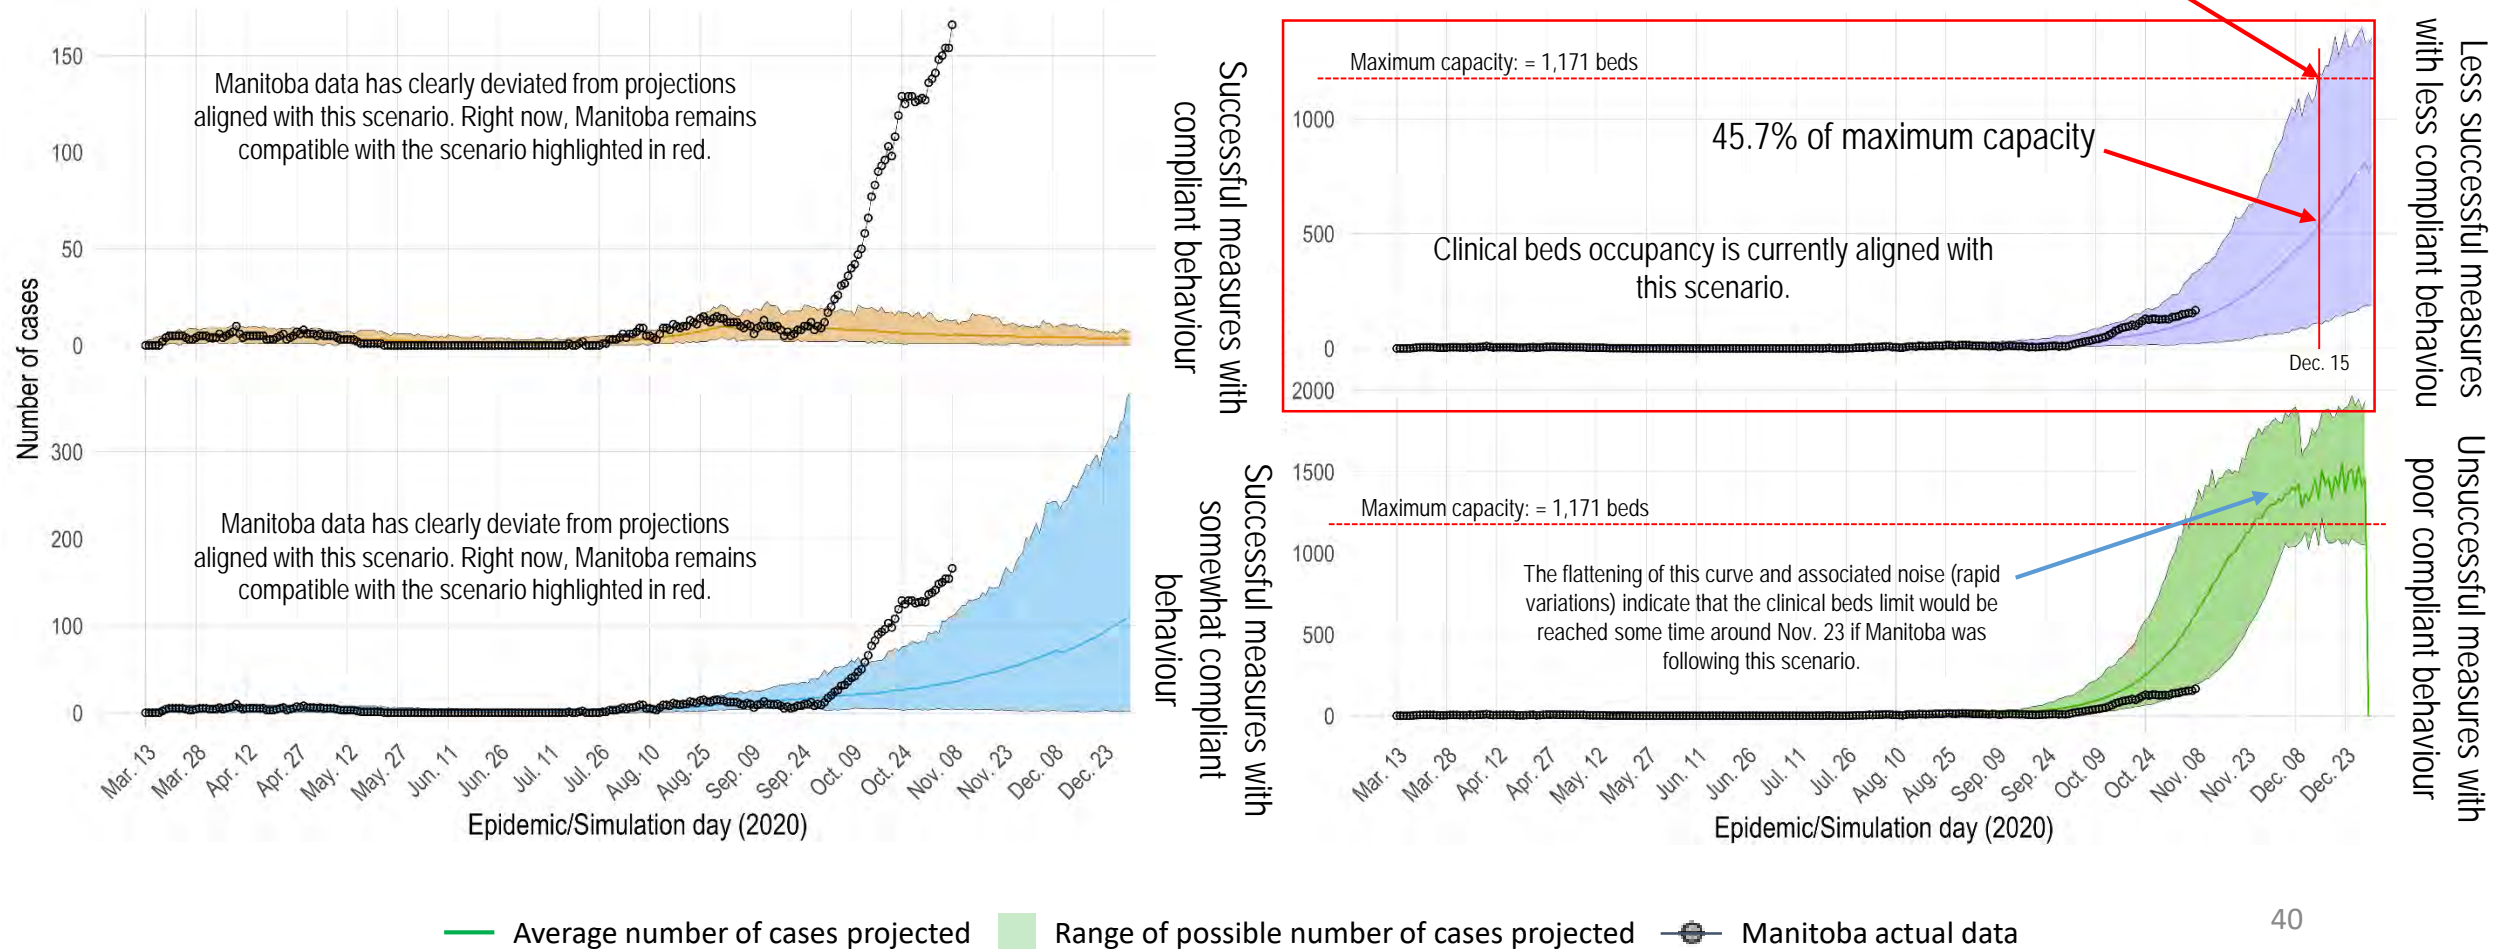 Number of cases
150
100
50
0
Manitoba data has clearly deviated from projections
aligned with this scenario. Right now, Manitoba remains
compatible with the scenario highlighted in red.
Successful measures with
compliant behaviour
300
200
100
0
Manitoba data has clearly deviate from projections
aligned with this scenario. Right now, Manitoba remains
compatible with the scenario highlighted in red.
Successful measures with
somewhat compliant
behaviour
Mar. 13
Mar. 28
Apr. 12
Apr. 27
May. 12
May. 27
Jun. 11
Jun. 26
Jul. 11
Jul. 26
Aug. 10
Aug. 25
Sep. 09
Sep. 24
Oct. 09
Oct. 24
Nov. 08
Nov. 23
Dec. 08
Dec. 23
Epidemic/Simulation day (2020)
Maximum capacity: = 1,171 beds
1000
500
0
45.7% of maximum capacity
Clinical beds occupancy is currently aligned with
this scenario.
Dec. 15
Less successful measures
with less compliant behaviou
2000
1500
1000
500
0
Maximum capacity: = 1,171 beds
The flattening of this curve and associated noise (rapid
variations) indicate that the clinical beds limit would be
reached some time around Nov. 23 if Manitoba was
following this scenario.
Unsuccessful measures with
poor compliant behaviour
Mar. 13
Mar. 28
Apr. 12
Apr. 27
May. 12
May. 27
Jun. 11
Jun. 26
Jul. 11
Jul. 26
Aug. 10
Aug. 25
Sep. 09
Sep. 24
Oct. 09
Oct. 24
Nov. 08
Nov. 23
Dec. 08
Dec. 23
Epidemic/Simulation day (2020)
Average number of cases projected
Range of possible number of cases projected
Manitoba actual data
40